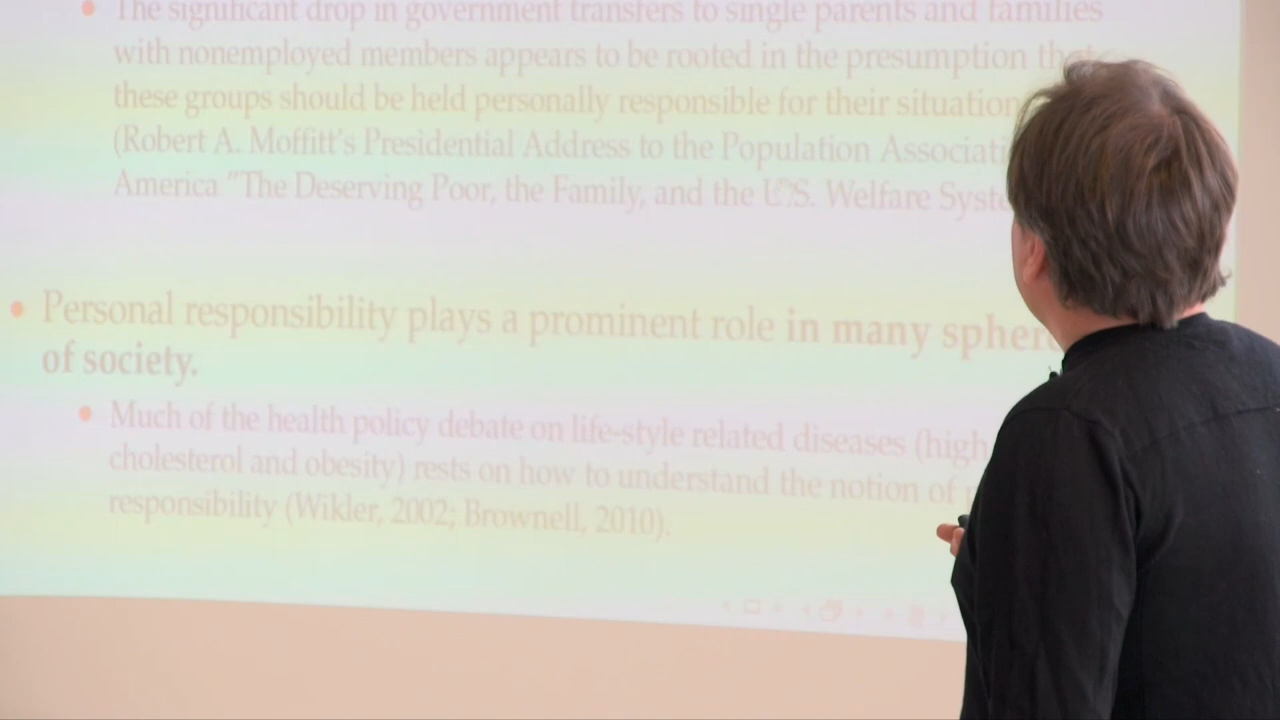 The significant drop in government transfers to single parents and families
with nonemployed members appears to be rooted in the presumption that
these groups should be held personally responsible for their situation
(Robert A. Moffitt's Presidential Address to the Population Associati
America "The Deserving Poor, the Family, and the U.S. Welfare Syste
Personal responsibility plays a prominent role in many sphere
of society.
Much of the health policy debate on life-style related diseases (high
cholesterol and obesity) rests on how to understand the notion of
responsibility (Wikler, 2002; Brownell, 2010).